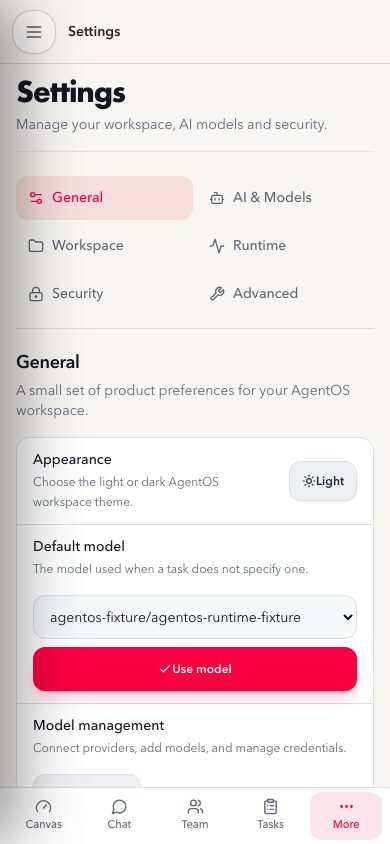 Settings
Settings
Manage your workspace, AI models and security.
General
AI & Models
Workspace
Runtime
Security
Advanced
General
A small set of product preferences for your AgentOS
workspace.
Appearance
Choose the light or dark AgentOS
workspace theme.
Light
Default model
The model used when a task does not specify one.
agentos-fixture/agentos-runtime-fixture
Use model
Model management
Connect providers, add models, and manage credentials.
Canvas
Chat
Team
Tasks
More